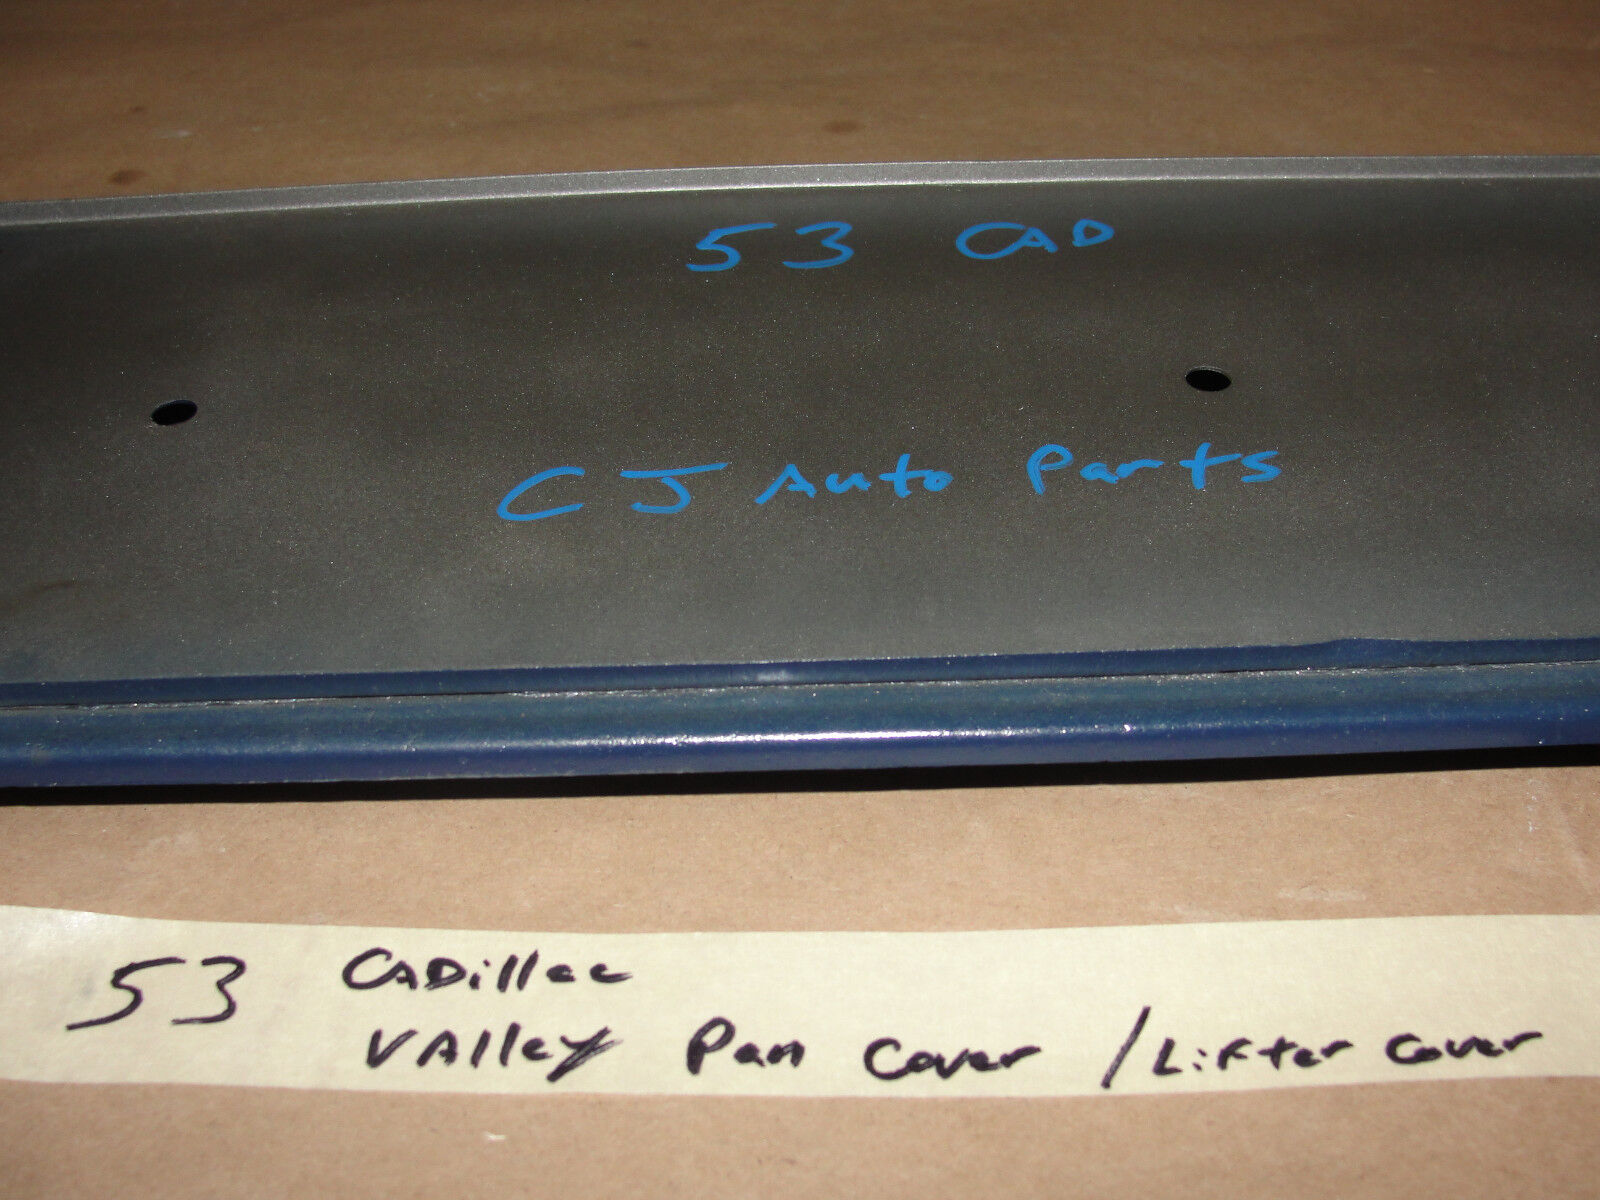 53 CAD
CJ Auto Parts
53 CADillac
VAlley Pan Cover / Lifter Cover